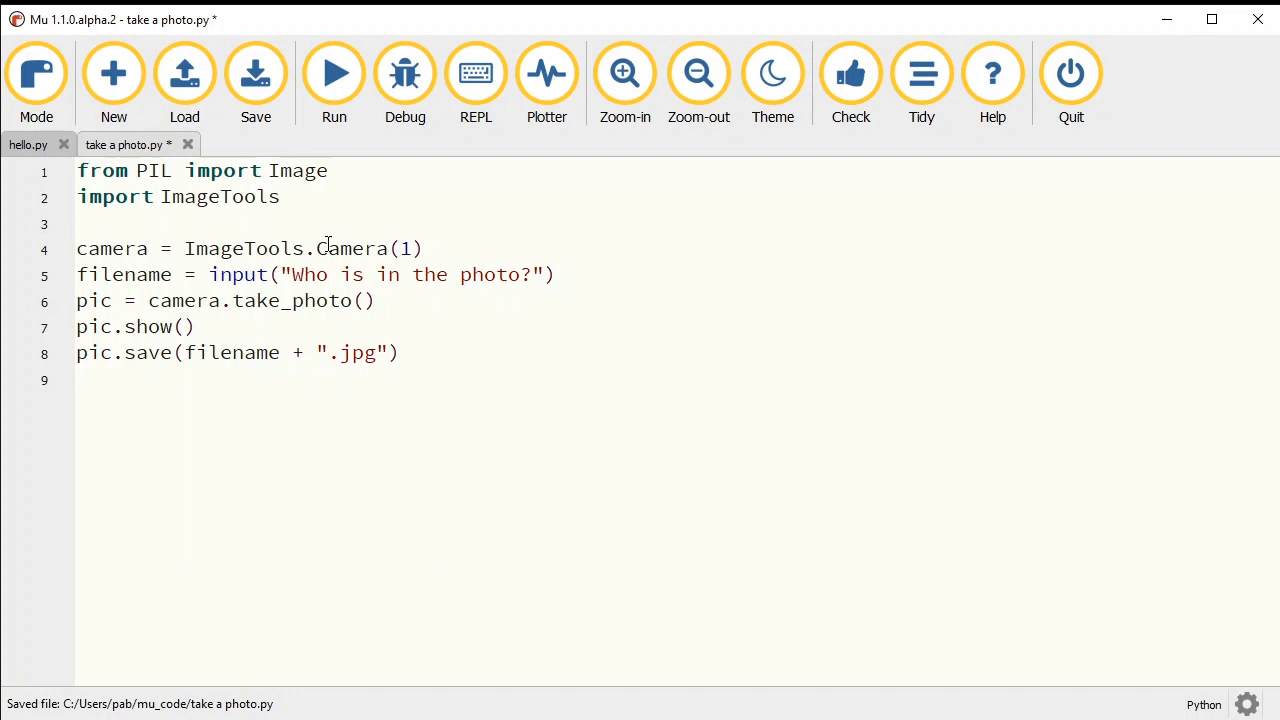 Mu 1.1.0.alpha.2 - take a photo.py *
Mode New Load Save Run Debug REPL Plotter Zoom-in Zoom-out Theme Check Tidy Help Quit
hello.py take a photo.py *
1 from PIL import Image
2 import ImageTools
3
4 camera = ImageTools.Camera(1)
5 filename = input("Who is in the photo?")
6 pic = camera.take_photo()
7 pic.show()
8 pic.save(filename + ".jpg")
9
Saved file: C:/Users/pab/mu_code/take a photo.py Python